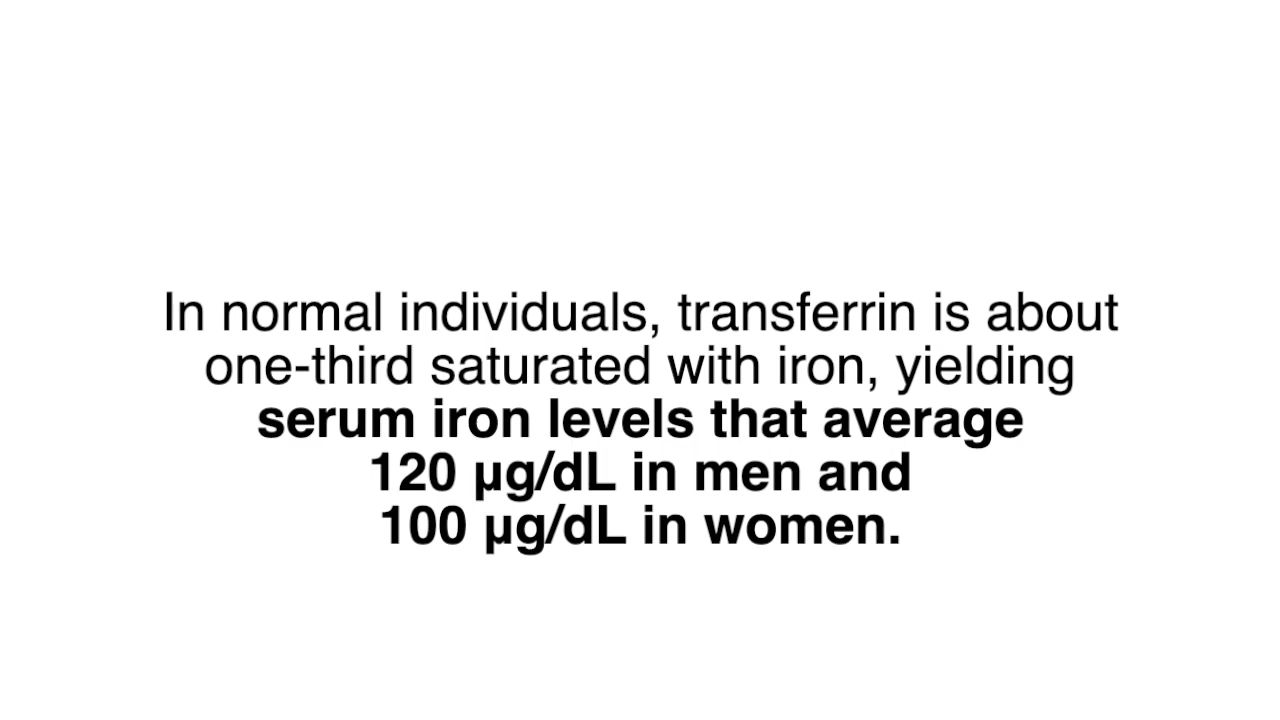 In normal individuals, transferrin is about
one-third saturated with iron, yielding
serum iron levels that average
120 µg/dL in men and
100 µg/dL in women.